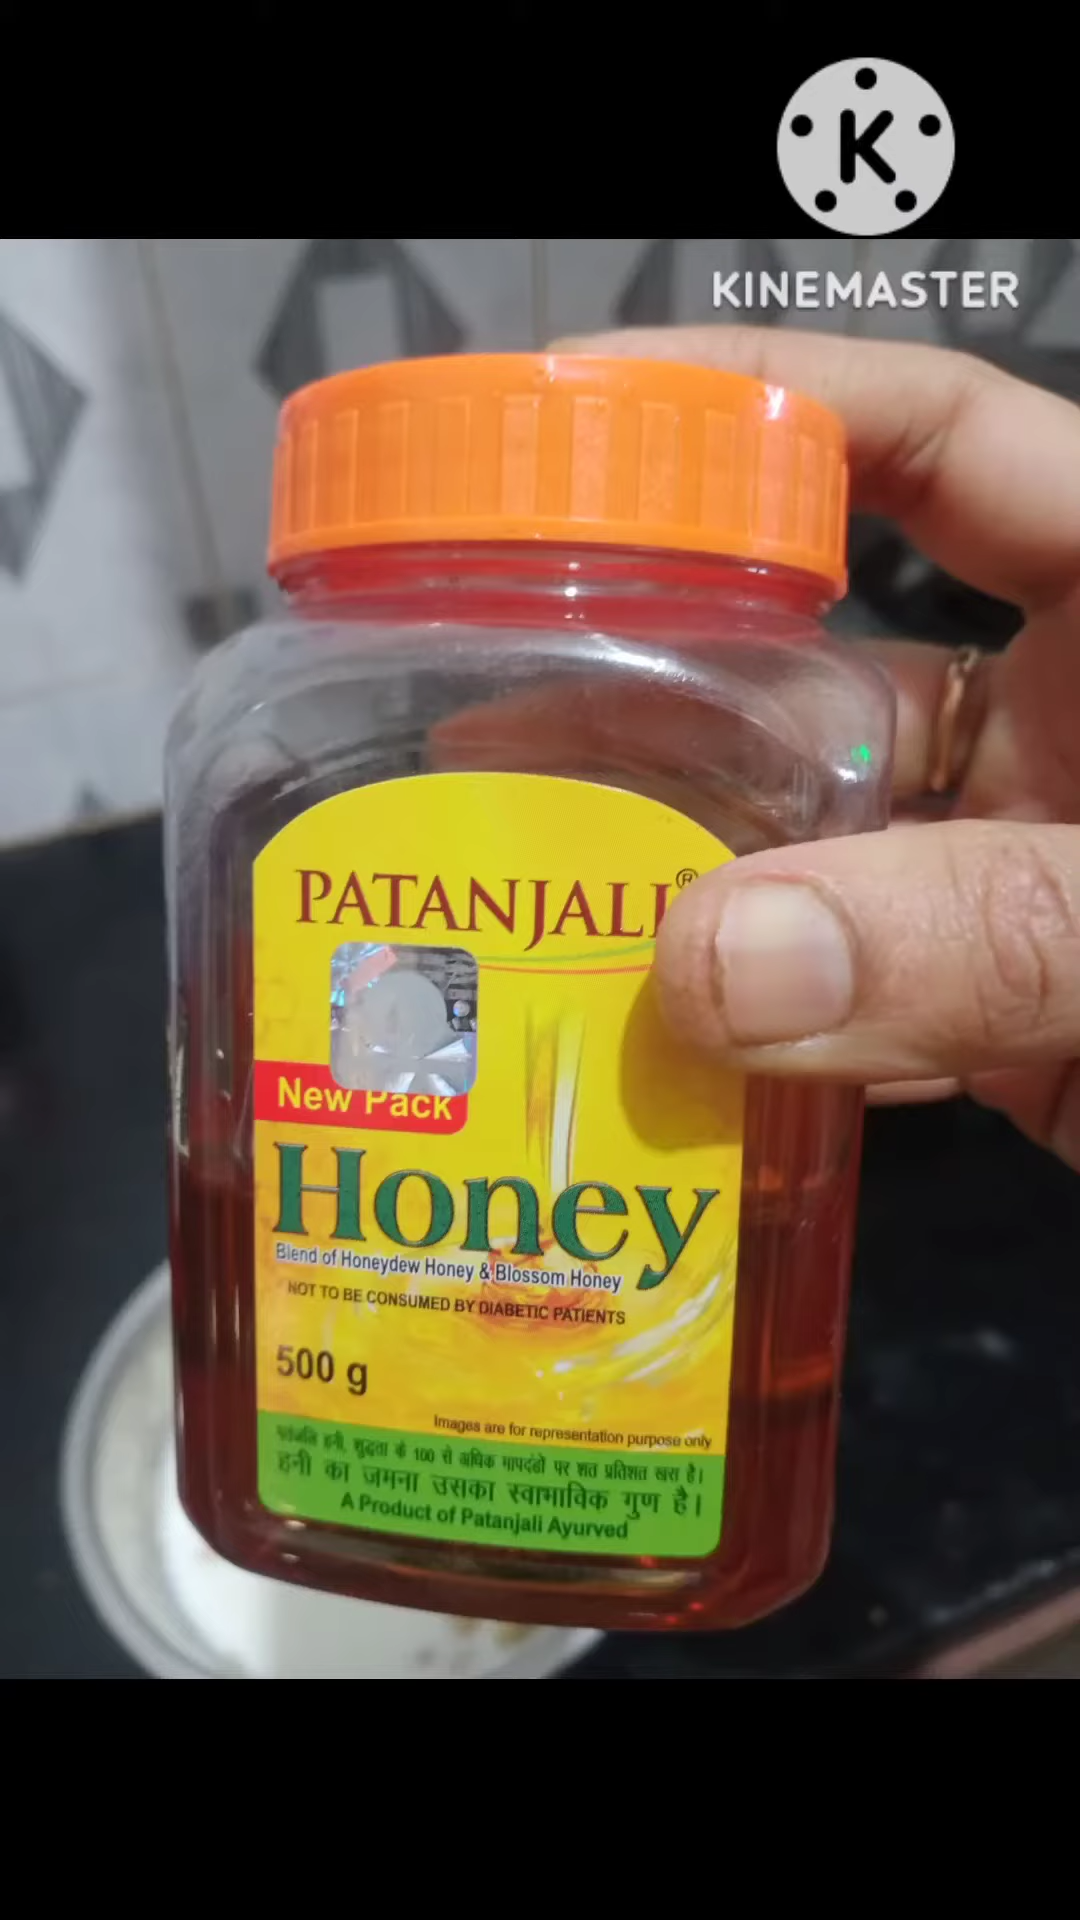 K
KINEMASTER
PATANJALI®
New Pack
Honey
Blend of Honeydew Honey & Blossom Honey
NOT TO BE CONSUMED BY DIABETIC PATIENTS
500 g
Images are for representation purpose only
पतंजलि हनी, शुद्धता के 100 से अधिक मापदंडों पर शत प्रतिशत खरा है।
हनी का जमना उसका स्वाभाविक गुण है।
A Product of Patanjali Ayurved